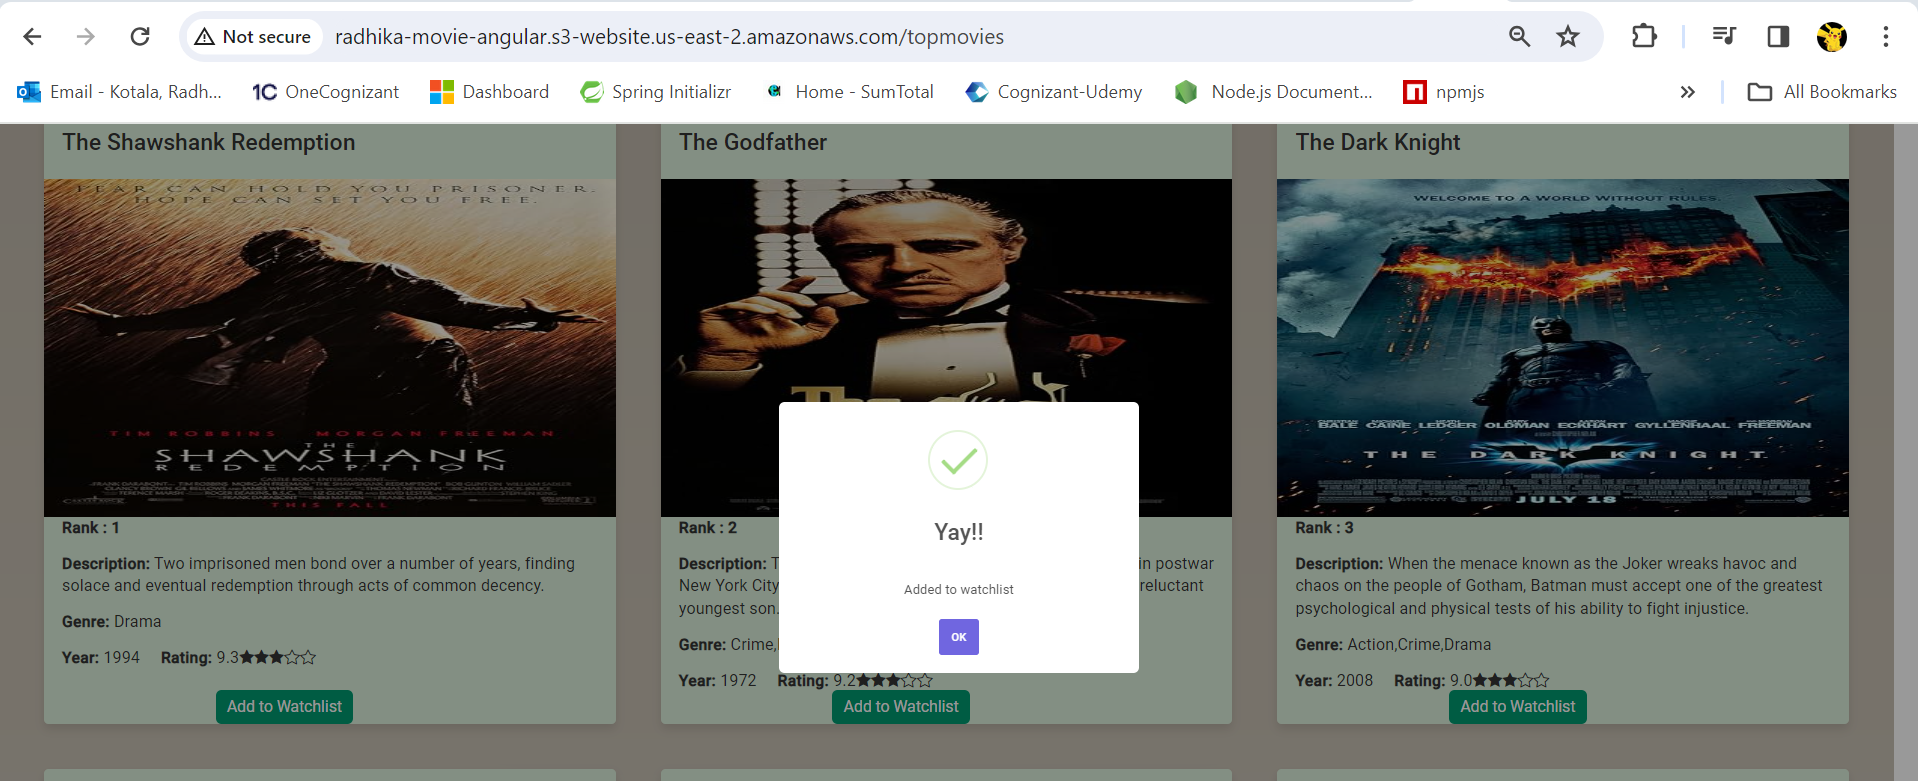 Not secure
radhika-movie-angular.s3-website.us-east-2.amazonaws.com/topmovies
Email - Kotala, Radh...
OneCognizant
Dashboard
Spring Initializr
Home - SumTotal
Cognizant-Udemy
Node.js Document...
npmjs
All Bookmarks
The Shawshank Redemption
FEAR CAN HOLD YOU PRISONER.
HOPE CAN SET YOU FREE.
TIM ROBBINS MORGAN FREEMAN
THE
SHAWSHANK
REDEMPTION
THIS FALL
Rank : 1
Description: Two imprisoned men bond over a number of years, finding
solace and eventual redemption through acts of common decency.
Genre: Drama
Year: 1994 Rating: 9.3
Add to Watchlist
The Godfather
Rank : 2
Description:
in postwar
New York City
reluctant
youngest son.
Genre: Crime,
Year: 1972 Rating: 9.2
Add to Watchlist
The Dark Knight
WELCOME TO A WORLD WITHOUT RULES.
BALE CAINE LEDGER OLDMAN ECKHART GYLLENHAAL FREEMAN
THE DARK KNIGHT
JULY 18
Rank : 3
Description: When the menace known as the Joker wreaks havoc and
chaos on the people of Gotham, Batman must accept one of the greatest
psychological and physical tests of his ability to fight injustice.
Genre: Action,Crime,Drama
Year: 2008 Rating: 9.0
Add to Watchlist
Yay!!
Added to watchlist
OK